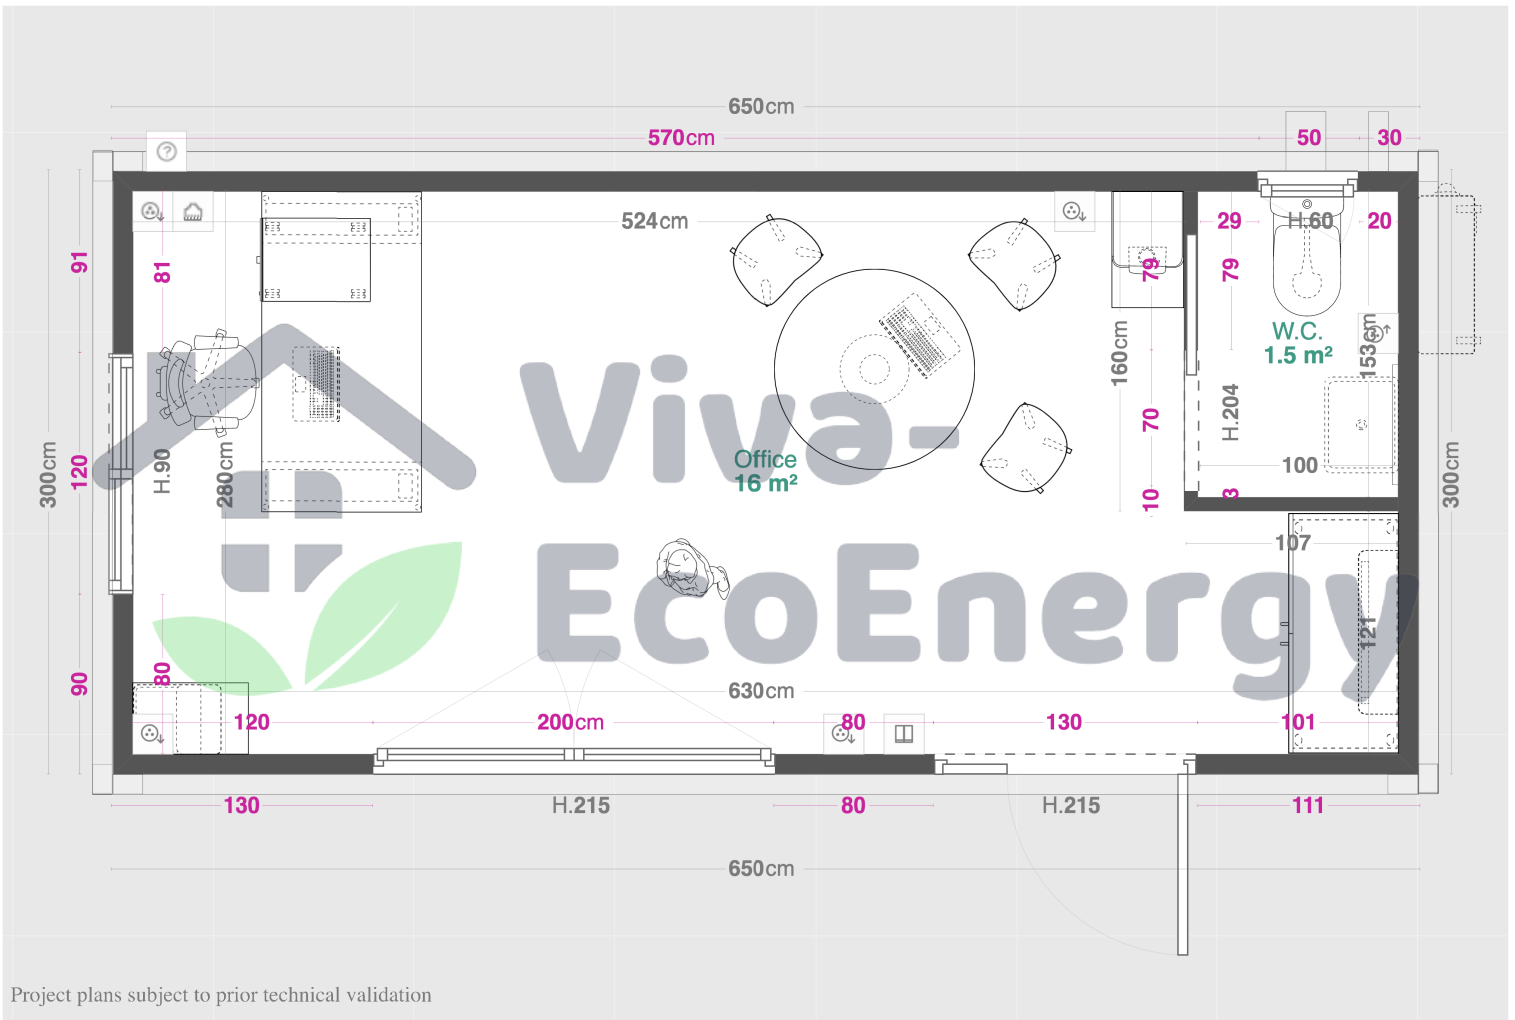 650cm
570cm
50
30
524cm
29
H.60
20
91
81
79
79
W.C.
1.5 m²
153cm
160cm
H.204
70
Viva-
Office
16 m²
300cm
120
H.90
280cm
100
10
3
300cm
107
EcoEnergy
121
90
80
630cm
120
200cm
80
130
101
130
H.215
80
H.215
111
650cm
Project plans subject to prior technical validation